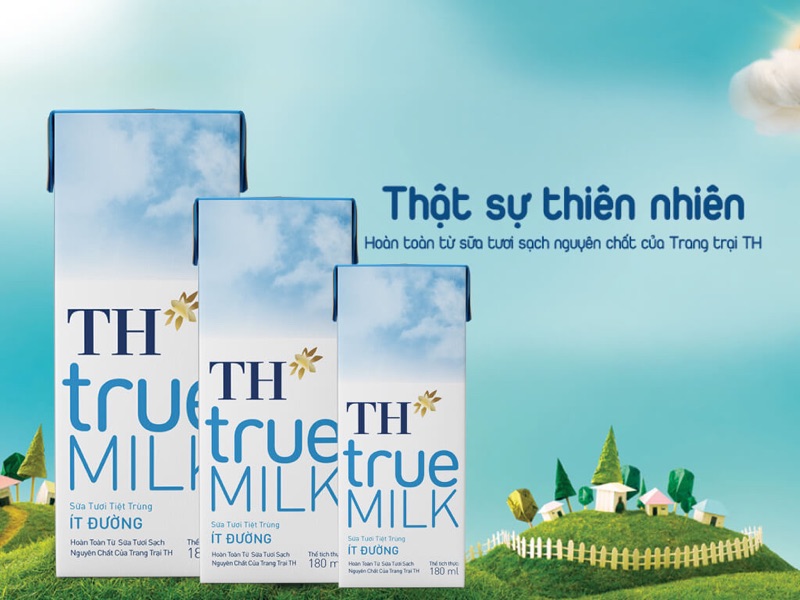 Thật sự thiên nhiên
Hoàn toàn từ sữa tươi sạch nguyên chất của Trang trại TH
TH
true
MILK
Sữa Tươi Tiệt Trùng
ÍT ĐƯỜNG
Hoàn Toàn Từ Sữa Tươi Sạch
Nguyên Chất Của Trang Trại TH
180
TH
true
MILK
Sữa Tươi Tiệt Trùng
ÍT ĐƯỜNG
Hoàn Toàn Từ Sữa Tươi Sạch
Nguyên Chất Của Trang Trại TH
Thể tích thực:
180 ml
TH
true
MILK
Sữa Tươi Tiệt Trùng
ÍT ĐƯỜNG
Hoàn Toàn Từ Sữa Tươi Sạch
Nguyên Chất Của Trang Trại TH
Thể tích thực:
180 ml